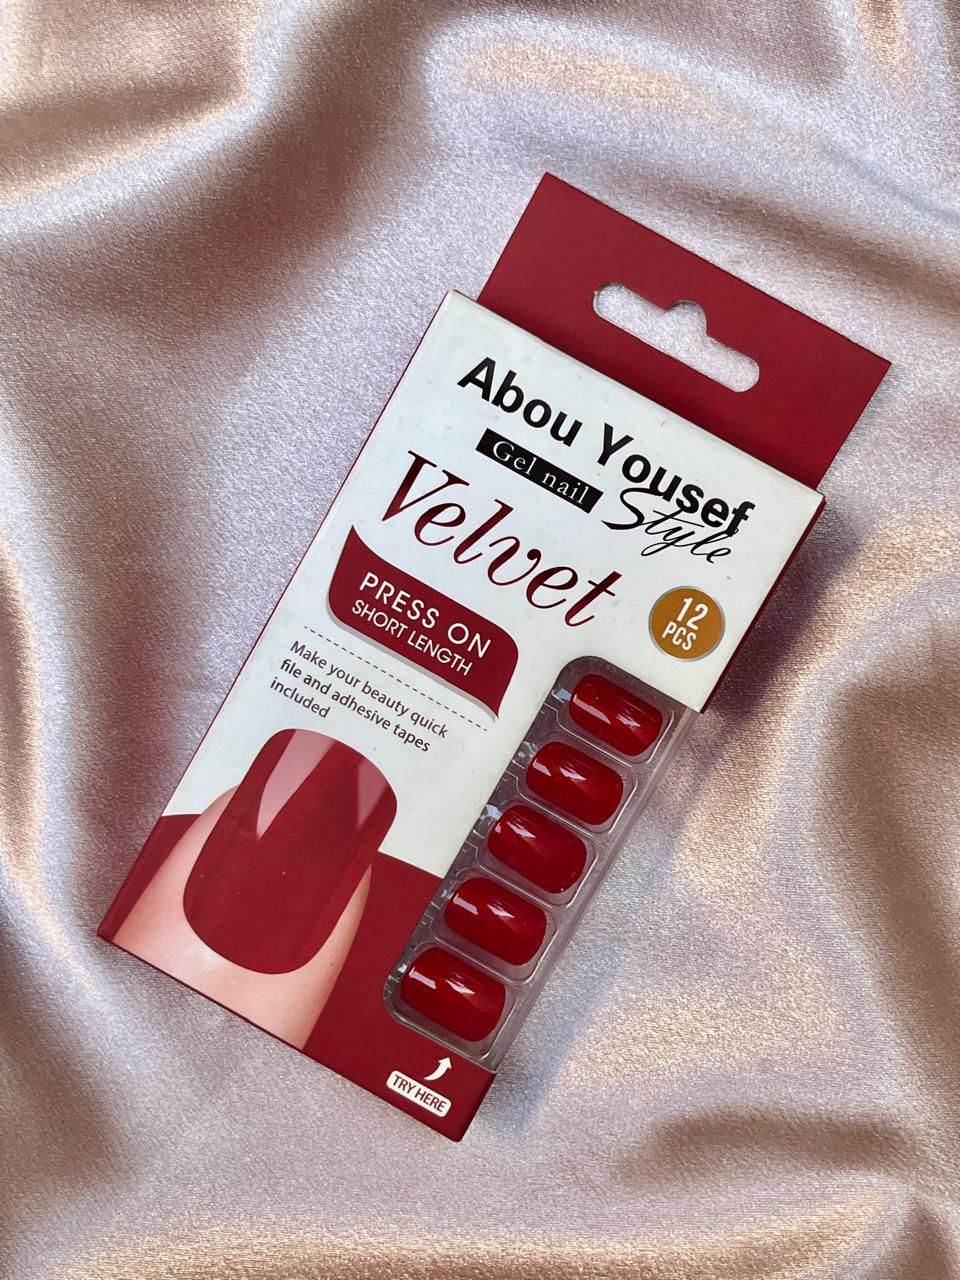 Abou Yousef
Gel nail Style
Velvet
PRESS ON
SHORT LENGTH
12
PCS
Make your beauty quick
file and adhesive tapes
included
TRY HERE